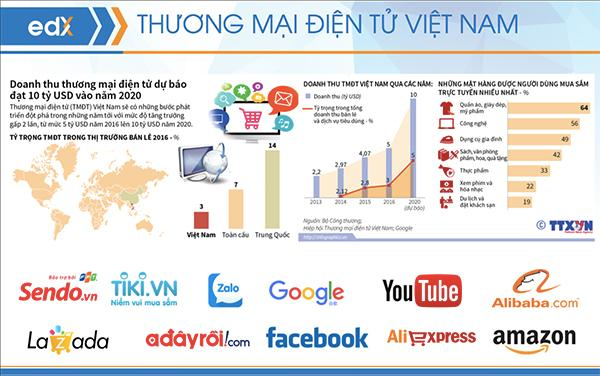 edX
THƯƠNG MẠI ĐIỆN TỬ VIỆT NAM
Doanh thu thương mại điện tử dự báo
đạt 10 tỷ USD vào năm 2020
Thương mại điện tử (TMĐT) Việt Nam sẽ có những bước phát
triển đột phá trong những năm tới với mức độ tăng trưởng
gấp 2 lần, từ mức 5 tỷ USD năm 2016 lên 10 tỷ USD năm 2020.
TỶ TRỌNG TMĐT TRONG THỊ TRƯỜNG BÁN LẺ 2016 - %
3
7
14
Việt Nam
Toàn cầu
Trung Quốc
DOANH THU TMĐT VIỆT NAM QUA CÁC NĂM:
Doanh thu (tỷ USD)
Tỷ trọng trong tổng
doanh thu bán lẻ
và dịch vụ tiêu dùng - %
2,2
2,97
4,07
5
10
2,12
2,8
3
5
2013
2014
2015
2016
2020
(dự báo)
Nguồn: Bộ Công thương;
Hiệp hội Thương mại điện tử Việt Nam; Google
http://infographics.vn
NHỮNG MẶT HÀNG ĐƯỢC NGƯỜI DÙNG MUA SẮM
TRỰC TUYẾN NHIỀU NHẤT - %
Quần áo, giày dép,
mỹ phẩm
64
Công nghệ
56
Dụng cụ gia đình
49
Sách, văn phòng
phẩm, hoa, quà tặng
42
Thực phẩm
33
Xem phim và
hòa nhạc
22
Du lịch và
đặt khách sạn
19
© TTXVN
Bảo trợ bởi FPT
Sendo.vn
TIKI.VN
Niềm vui mua sắm
Zalo
Google
YouTube
Alibaba.com
Lazada
adayrồi.com
facebook
AliExpress
amazon